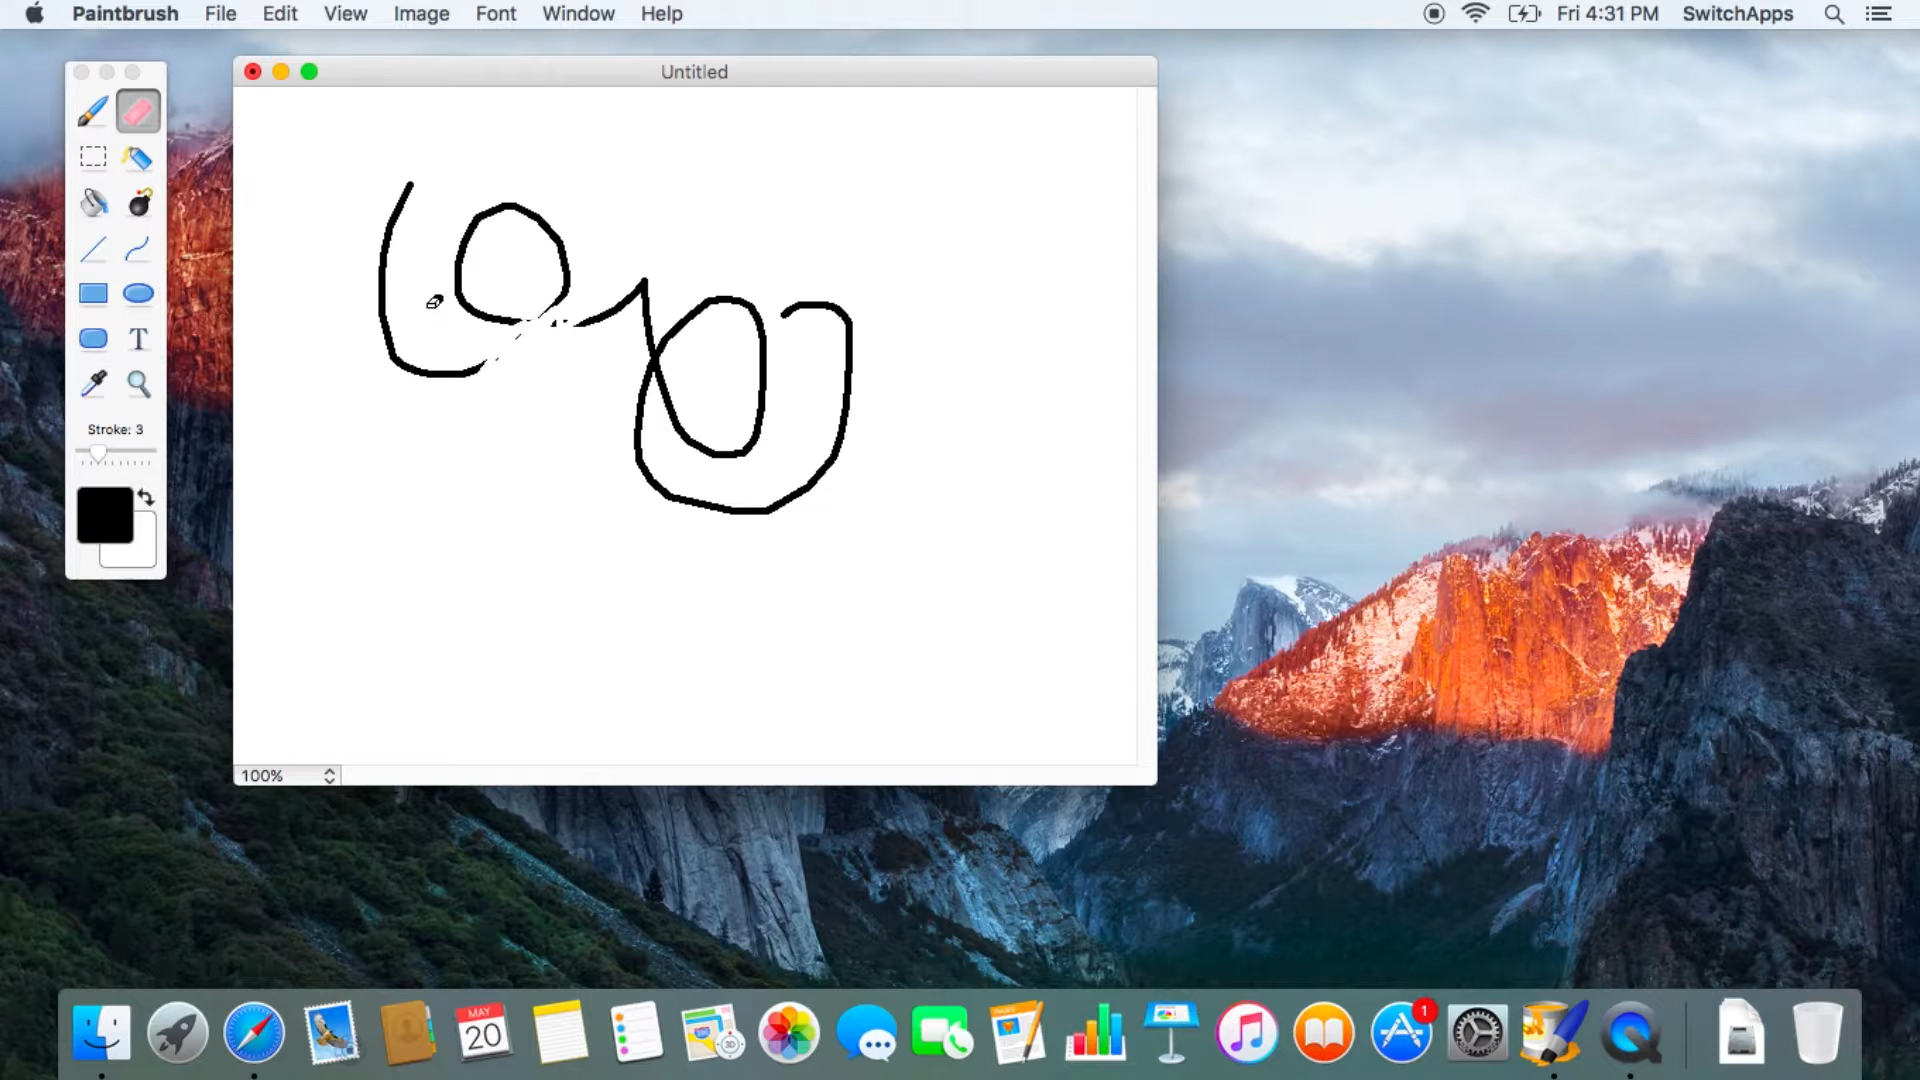 Paintbrush File Edit View Image Font Window Help Fri 4:31 PM SwitchApps
Untitled
T
Stroke: 3
100%
MAY
20
3D
1